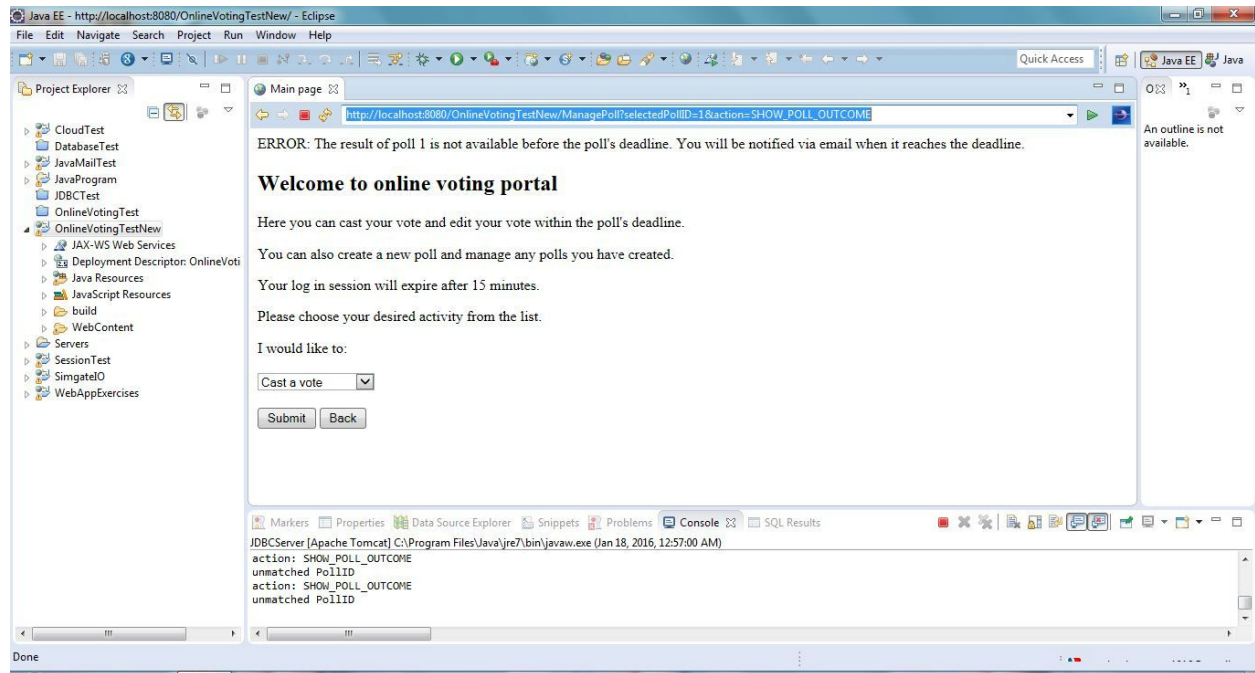 Java EE - http://localhost:8080/OnlineVotingTestNew/ - Eclipse
File Edit Navigate Search Project Run Window Help
Quick Access
Java EE
Java
Project Explorer
CloudTest
DatabaseTest
JavaMailTest
JavaProgram
JDBCTest
OnlineVotingTest
OnlineVotingTestNew
JAX-WS Web Services
Deployment Descriptor: OnlineVoti
Java Resources
JavaScript Resources
build
WebContent
Servers
SessionTest
SimgateIO
WebAppExercises
Main page
http://localhost:8080/OnlineVotingTestNew/ManagePoll?selectedPollID=1&action=SHOW_POLL_OUTCOME
ERROR: The result of poll 1 is not available before the poll's deadline. You will be notified via email when it reaches the deadline.
Welcome to online voting portal
Here you can cast your vote and edit your vote within the poll's deadline.
You can also create a new poll and manage any polls you have created.
Your log in session will expire after 15 minutes.
Please choose your desired activity from the list.
I would like to:
Cast a vote
Submit Back
An outline is not
available.
Markers Properties Data Source Explorer Snippets Problems Console SQL Results
JDBCServer [Apache Tomcat] C:\Program Files\Java\jre7\bin\javaw.exe (Jan 18, 2016, 12:57:00 AM)
action: SHOW_POLL_OUTCOME
unmatched PollID
action: SHOW_POLL_OUTCOME
unmatched PollID
Done